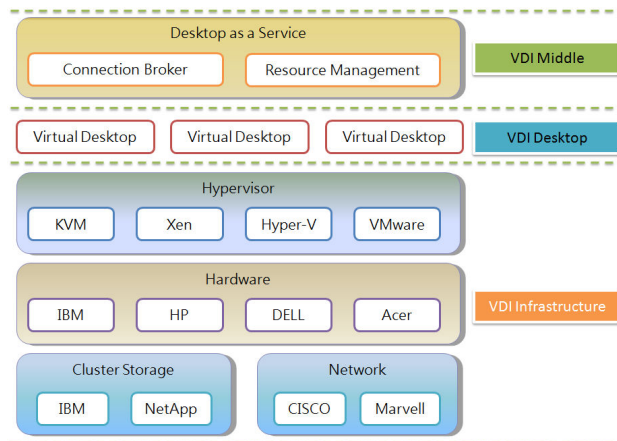 Desktop as a Service
Connection Broker
Resource Management
VDI Middle
Virtual Desktop
Virtual Desktop
Virtual Desktop
VDI Desktop
Hypervisor
KVM
Xen
Hyper-V
VMware
Hardware
IBM
HP
DELL
Acer
VDI Infrastructure
Cluster Storage
IBM
NetApp
Network
CISCO
Marvell